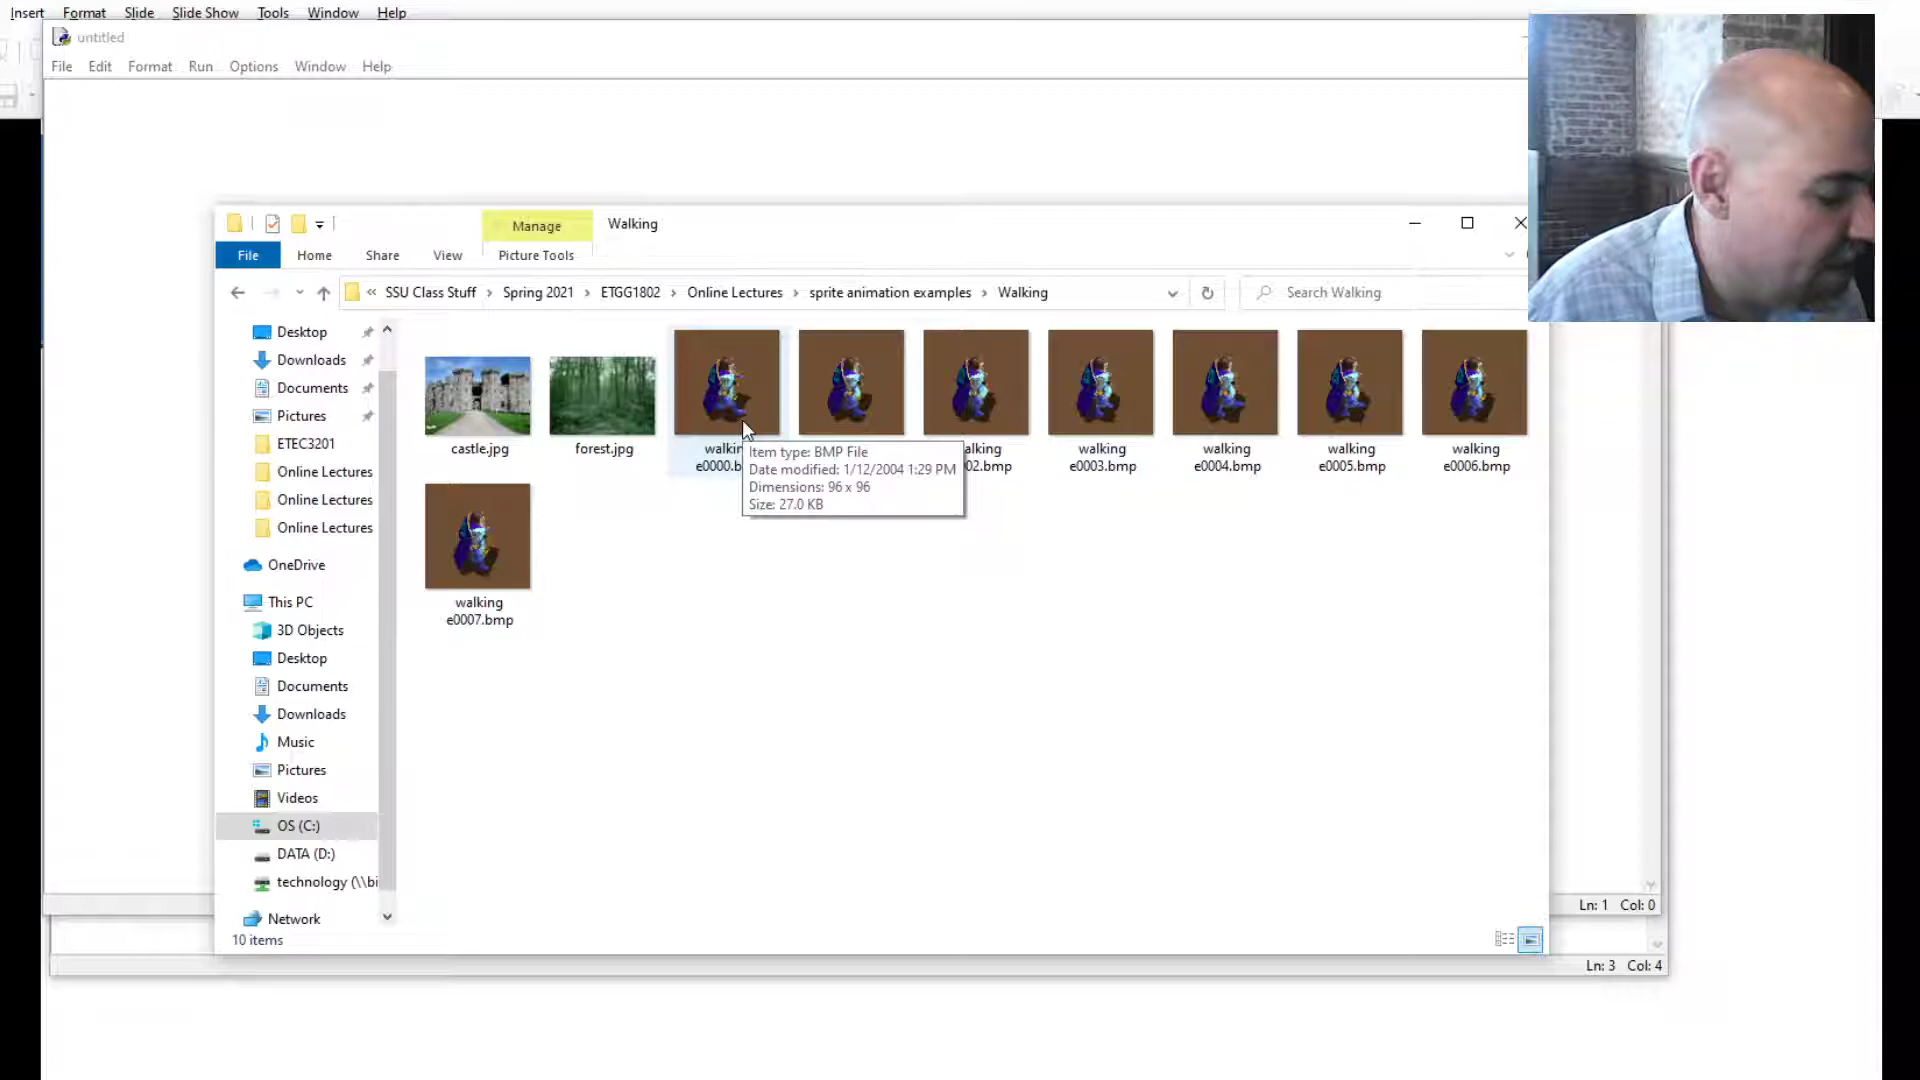 Insert Format Slide Slide Show Tools Window Help
untitled
File Edit Format Run Options Window Help
Manage Walking
File Home Share View Picture Tools
« SSU Class Stuff › Spring 2021 › ETGG1802 › Online Lectures › sprite animation examples › Walking
Search Walking
Desktop
Downloads
Documents
Pictures
ETEC3201
Online Lectures
Online Lectures
Online Lectures
OneDrive
This PC
3D Objects
Desktop
Documents
Downloads
Music
Pictures
Videos
OS (C:)
DATA (D:)
technology (\\bi
Network
castle.jpg
forest.jpg
walkin
e0000.b
alking
02.bmp
walking
e0003.bmp
walking
e0004.bmp
walking
e0005.bmp
walking
e0006.bmp
walking
e0007.bmp
Item type: BMP File
Date modified: 1/12/2004 1:29 PM
Dimensions: 96 x 96
Size: 27.0 KB
10 items
Ln: 1 Col: 0
Ln: 3 Col: 4